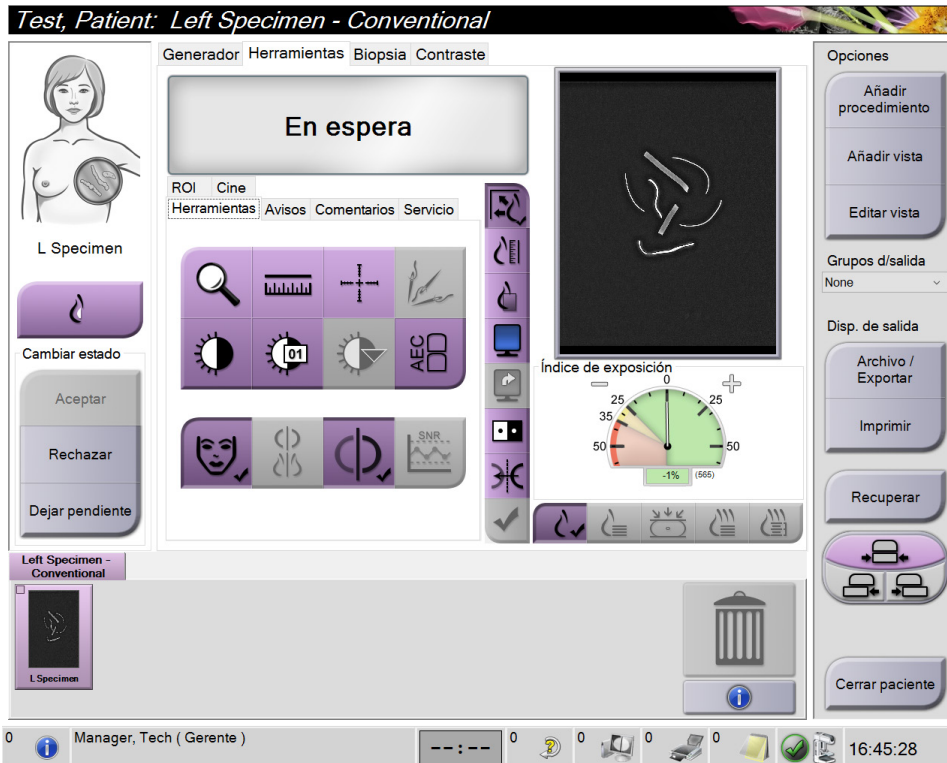 Test, Patient: Left Specimen - Conventional
Generador Herramientas Biopsia Contraste
En espera
ROI Cine
Herramientas Avisos Comentarios Servicio
L Specimen
Cambiar estado
Aceptar
Rechazar
Dejar pendiente
01
AEC
SNR
Índice de exposición
0
25 25
35
50 50
-1% (565)
Opciones
Añadir
procedimiento
Añadir vista
Editar vista
Grupos d/salida
None
Disp. de salida
Archivo /
Exportar
Imprimir
Recuperar
Cerrar paciente
Left Specimen -
Conventional
L Specimen
0 Manager, Tech ( Gerente ) --:-- 0 0 0 0 16:45:28